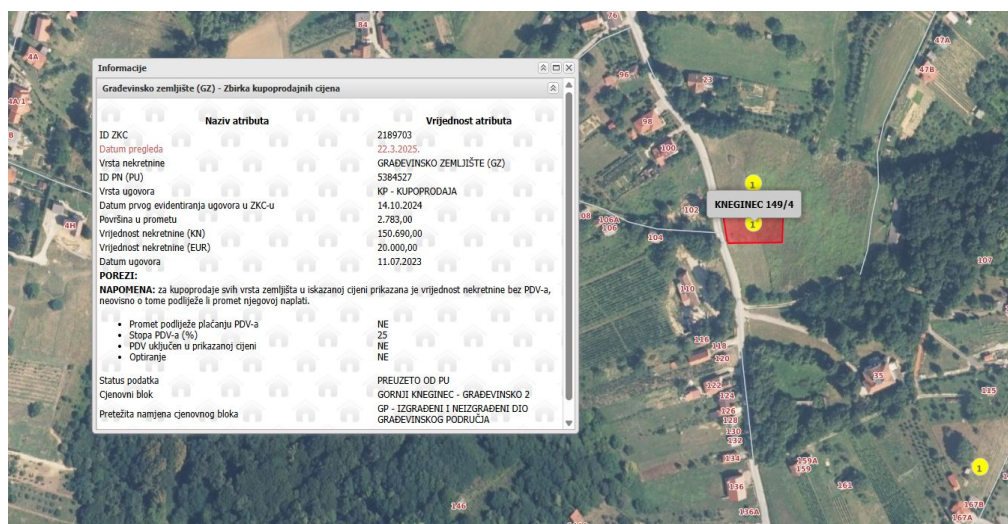 Informacije
Građevinsko zemljište (GZ) - Zbirka kupoprodajnih cijena
Naziv atributa Vrijednost atributa
ID ZKC 2189703
Datum pregleda 22.3.2025.
Vrsta nekretnine GRAĐEVINSKO ZEMLJIŠTE (GZ)
ID PN (PU) 5384527
Vrsta ugovora KP - KUPOPRODAJA
Datum prvog evidentiranja ugovora u ZKC-u 14.10.2024
Površina u prometu 2.783,00
Vrijednost nekretnine (KN) 150.690,00
Vrijednost nekretnine (EUR) 20.000,00
Datum ugovora 11.07.2023
POREZI:
NAPOMENA: za kupoprodaje svih vrsta zemljišta u iskazanoj cijeni prikazana je vrijednost nekretnine bez PDV-a,
neovisno o tome podliježe li promet njegovoj naplati.
• Promet podliježe plaćanju PDV-a NE
• Stopa PDV-a (%) 25
• PDV uključen u prikazanoj cijeni NE
• Optiranje NE
Status podatka PREUZETO OD PU
Cjenovni blok GORNJI KNEGINEC - GRAĐEVINSKO 2
Pretežita namjena cjenovnog bloka GP - IZGRAĐENI I NEIZGRAĐENI DIO
GRAĐEVINSKOG PODRUČJA
84
76
4A
47A
96
23
47B
4A/1
98
100
1
KNEGINEC 149/4
102
108
106A
106
1
4H
104
107
110
116
118
120
35
122
115
124
126
128
130
132
134
159A
159
1
136
161
146
167B
136A
167A